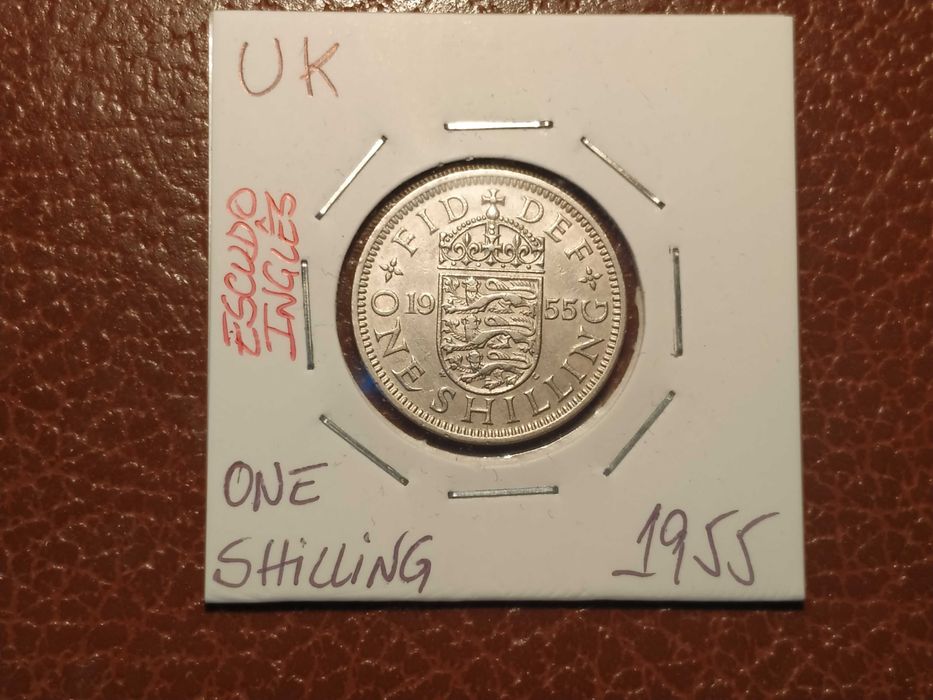 UK
ESCUDO
INGLÊS
FID DEF
19 55
ONE SHILLING
ONE
SHiLLiNG
1955